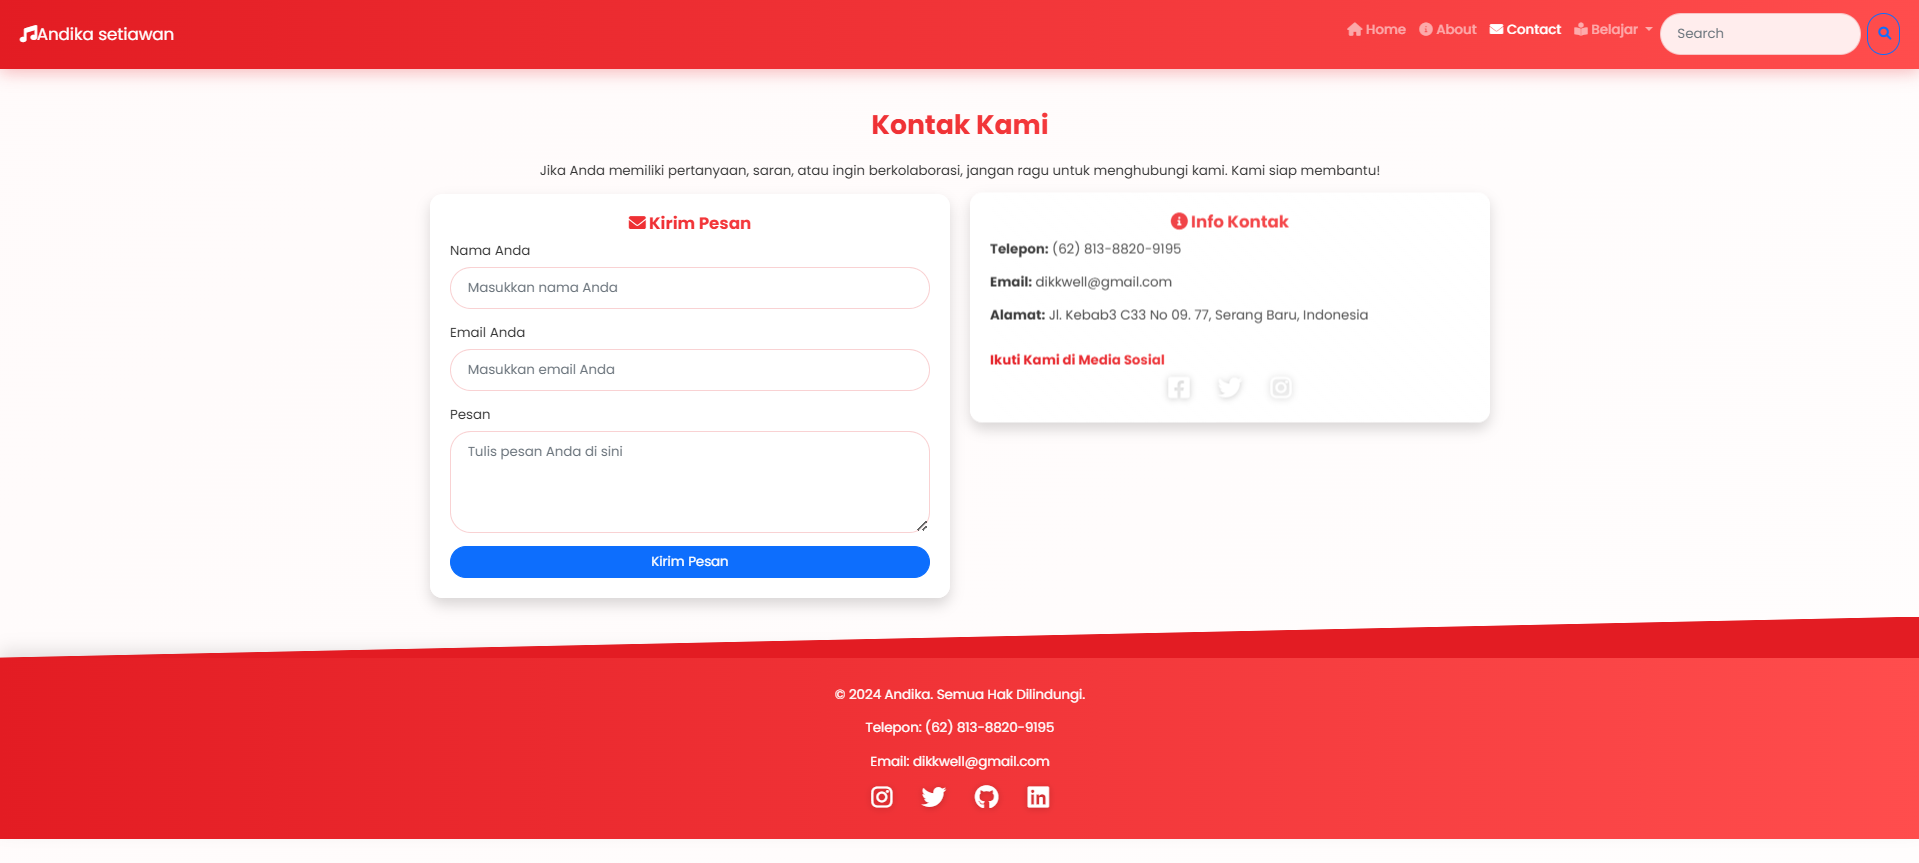 Andika setiawan
Home About Contact Belajar Search
Kontak Kami
Jika Anda memiliki pertanyaan, saran, atau ingin berkolaborasi, jangan ragu untuk menghubungi kami. Kami siap membantu!
Kirim Pesan
Nama Anda
Masukkan nama Anda
Email Anda
Masukkan email Anda
Pesan
Tulis pesan Anda di sini
Kirim Pesan
Info Kontak
Telepon: (62) 813-8820-9195
Email: dikkwell@gmail.com
Alamat: Jl. Kebab3 C33 No 09. 77, Serang Baru, Indonesia
Ikuti Kami di Media Sosial
© 2024 Andika. Semua Hak Dilindungi.
Telepon: (62) 813-8820-9195
Email: dikkwell@gmail.com